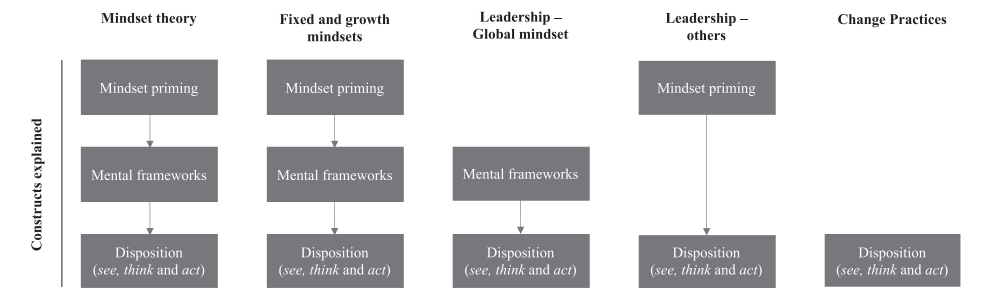 Mindset theory
Fixed and growth
mindsets
Leadership –
Global mindset
Leadership –
others
Change Practices
Constructs explained
Mindset priming
Mindset priming
Mindset priming
Mental frameworks
Mental frameworks
Mental frameworks
Disposition
(see, think and act)
Disposition
(see, think and act)
Disposition
(see, think and act)
Disposition
(see, think and act)
Disposition
(see, think and act)